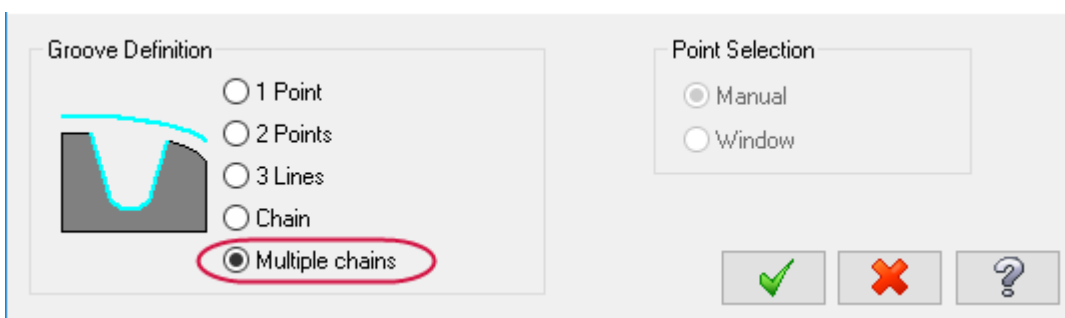 Groove Definition
1 Point
2 Points
3 Lines
Chain
Multiple chains
Point Selection
Manual
Window